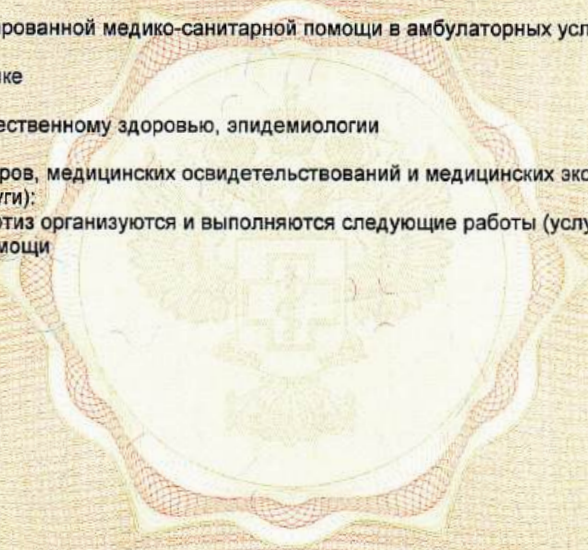 рованной медико-санитарной помощи в амбулаторных усл
ке
ественному здоровью, эпидемиологии
ров, медицинских освидетельствований и медицинских экс
уги):
тиз организуются и выполняются следующие работы (услу
мощи